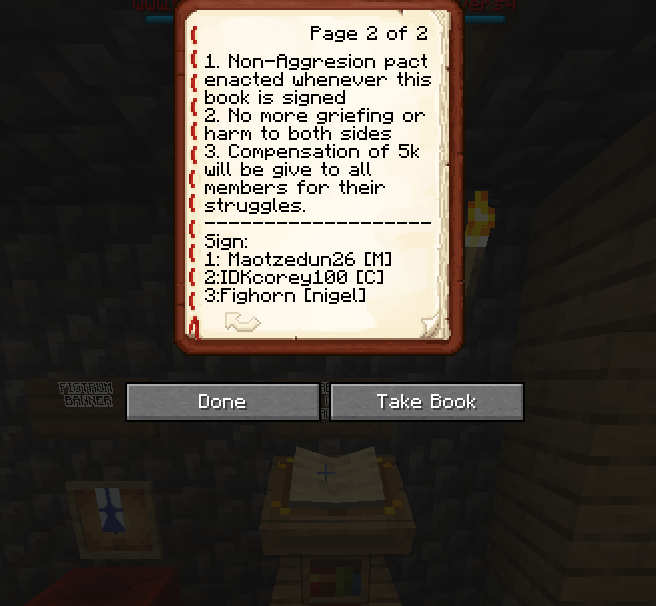 Page 2 of 2
1. Non-Aggresion pact
enacted whenever this
book is signed
2. No more griefing or
harm to both sides
3. Compensation of 5k
will be give to all
members for their
struggles.
--------------------
Sign:
1: Maotzedun26 [M]
2:IDKcorey100 [C]
3:Fighorn [nigel]
FIGTRUM
BANNER
Done
Take Book